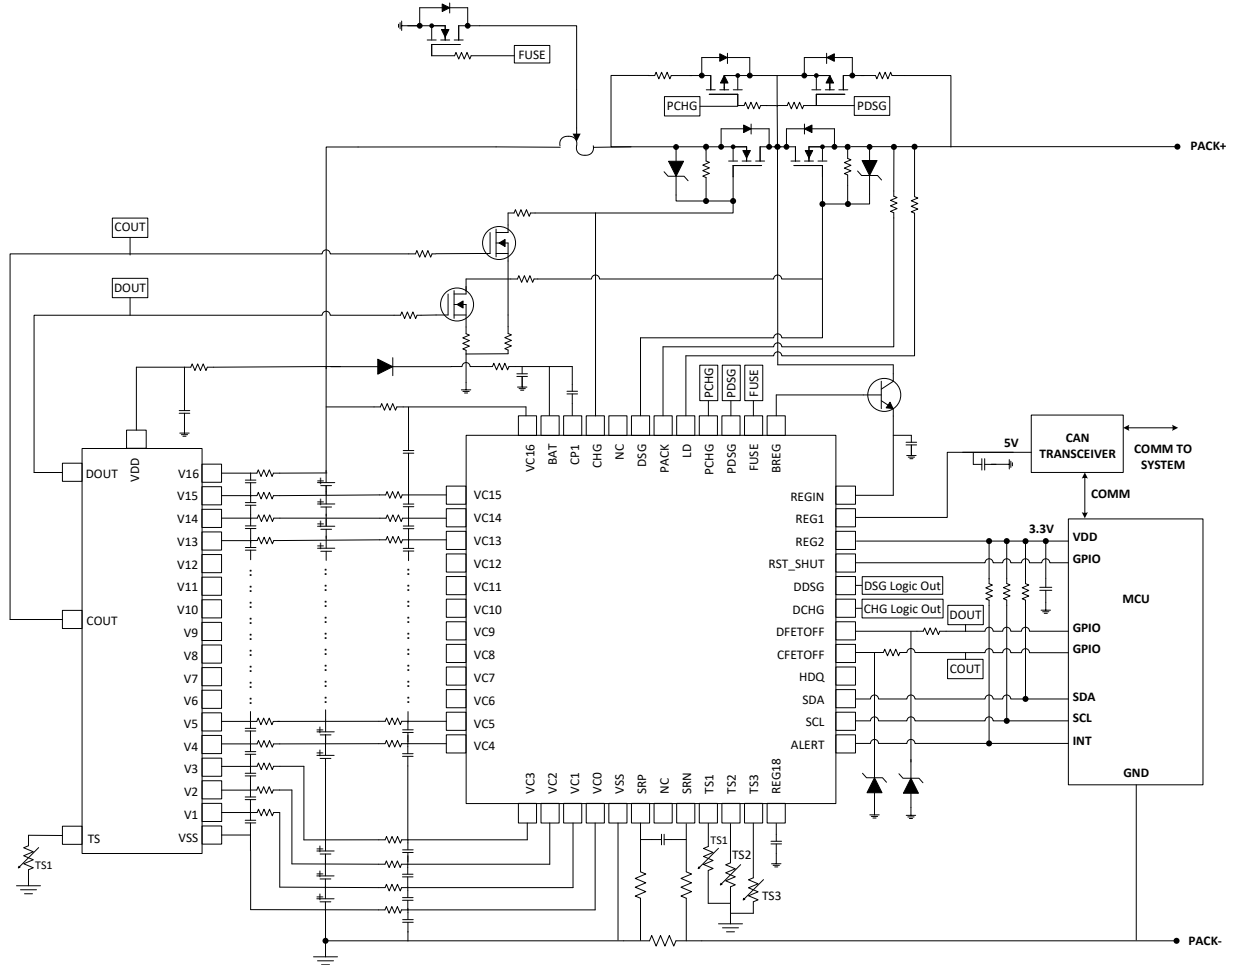 FUSE
PCHG
PDSG
PACK+
COUT
DOUT
PCHG
PDSG
FUSE
VC16
BAT
CP1
CHG
NC
DSG
PACK
LD
PCHG
PDSG
FUSE
BREG
5V
CAN
TRANSCEIVER
COMM TO
SYSTEM
COMM
DOUT
VDD
V16
V15
V14
V13
V12
V11
V10
V9
V8
V7
V6
V5
V4
V3
V2
V1
VSS
COUT
TS
TS1
VC15
VC14
VC13
VC12
VC11
VC10
VC9
VC8
VC7
VC6
VC5
VC4
REGIN
REG1
REG2
RST_SHUT
DDSG
DCHG
DFETOFF
CFETOFF
HDQ
SDA
SCL
ALERT
DSG Logic Out
CHG Logic Out
DOUT
COUT
3.3V
VDD
GPIO
MCU
GPIO
GPIO
SDA
SCL
INT
GND
VC3
VC2
VC1
VC0
VSS
SRP
NC
SRN
TS1
TS2
TS3
REG18
TS1
TS2
TS3
PACK-